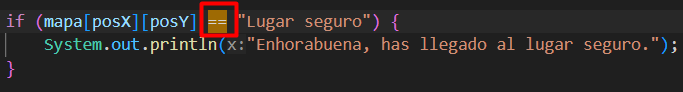 if (mapa[posX][posY] == "Lugar seguro") {
System.out.println(x:"Enhorabuena, has llegado al lugar seguro.");
}